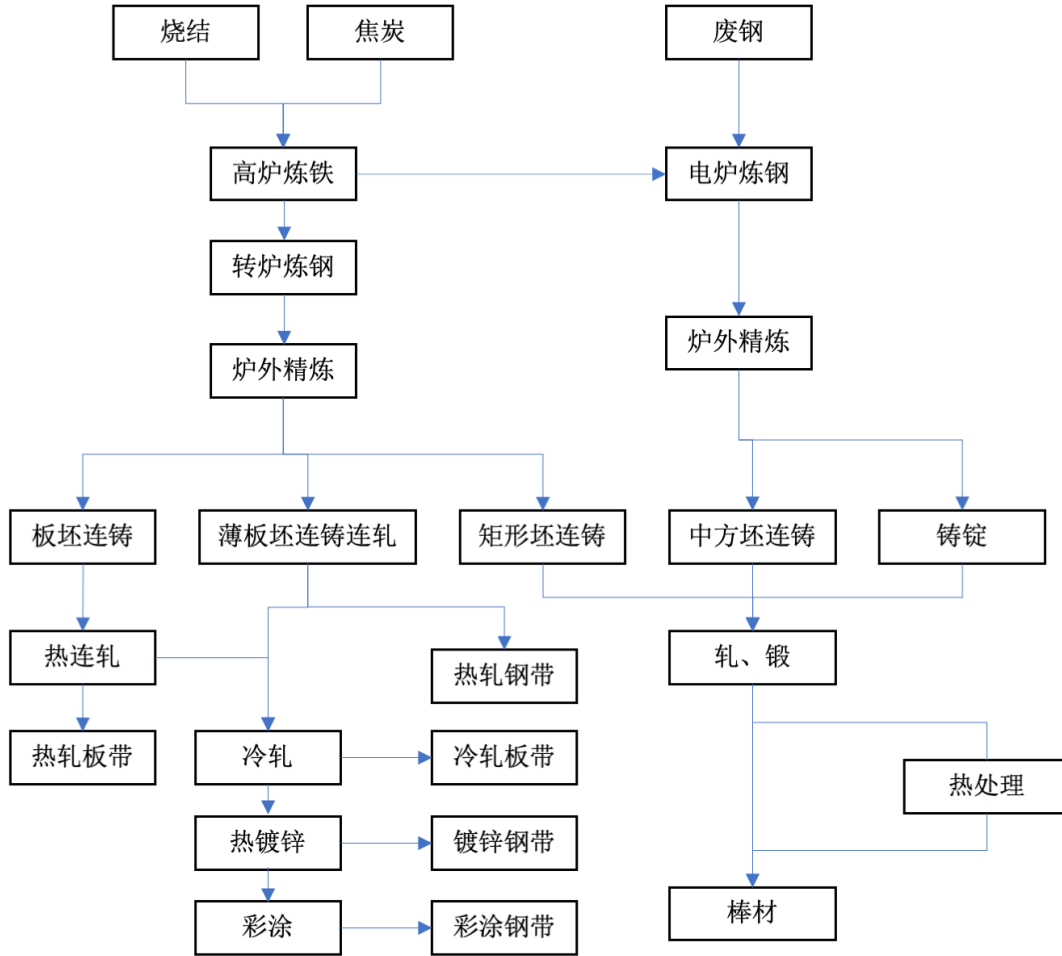 烧结
焦炭
废钢
高炉炼铁
电炉炼钢
转炉炼钢
炉外精炼
炉外精炼
板坯连铸
薄板坯连铸连轧
矩形坯连铸
中方坯连铸
铸锭
热连轧
热轧钢带
轧、锻
热轧板带
冷轧
冷轧板带
热处理
热镀锌
镀锌钢带
彩涂
彩涂钢带
棒材